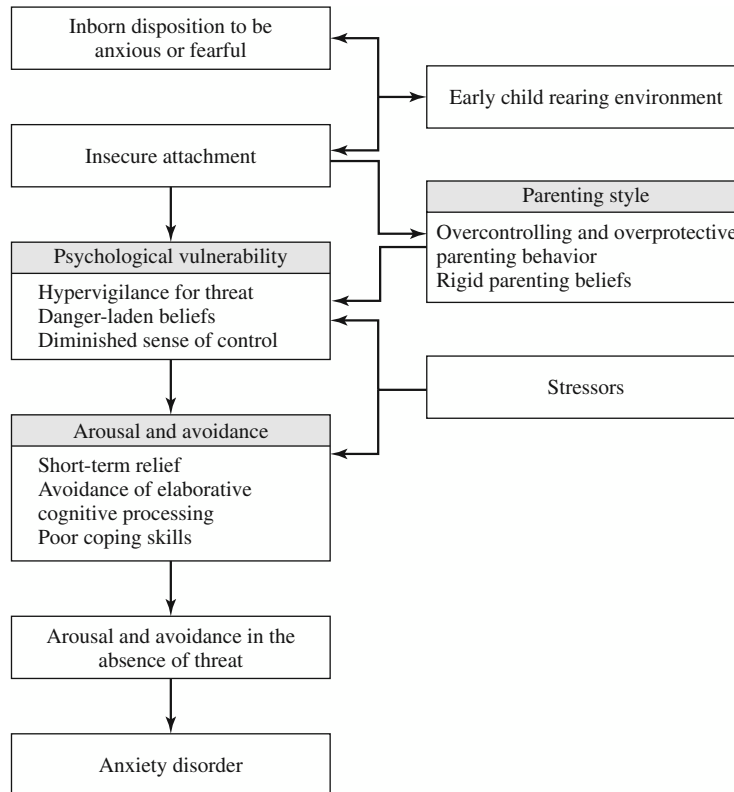 Inborn disposition to be
anxious or fearful
Early child rearing environment
Insecure attachment
Parenting style
Overcontrolling and overprotective
parenting behavior
Rigid parenting beliefs
Psychological vulnerability
Hypervigilance for threat
Danger-laden beliefs
Diminished sense of control
Stressors
Arousal and avoidance
Short-term relief
Avoidance of elaborative
cognitive processing
Poor coping skills
Arousal and avoidance in the
absence of threat
Anxiety disorder